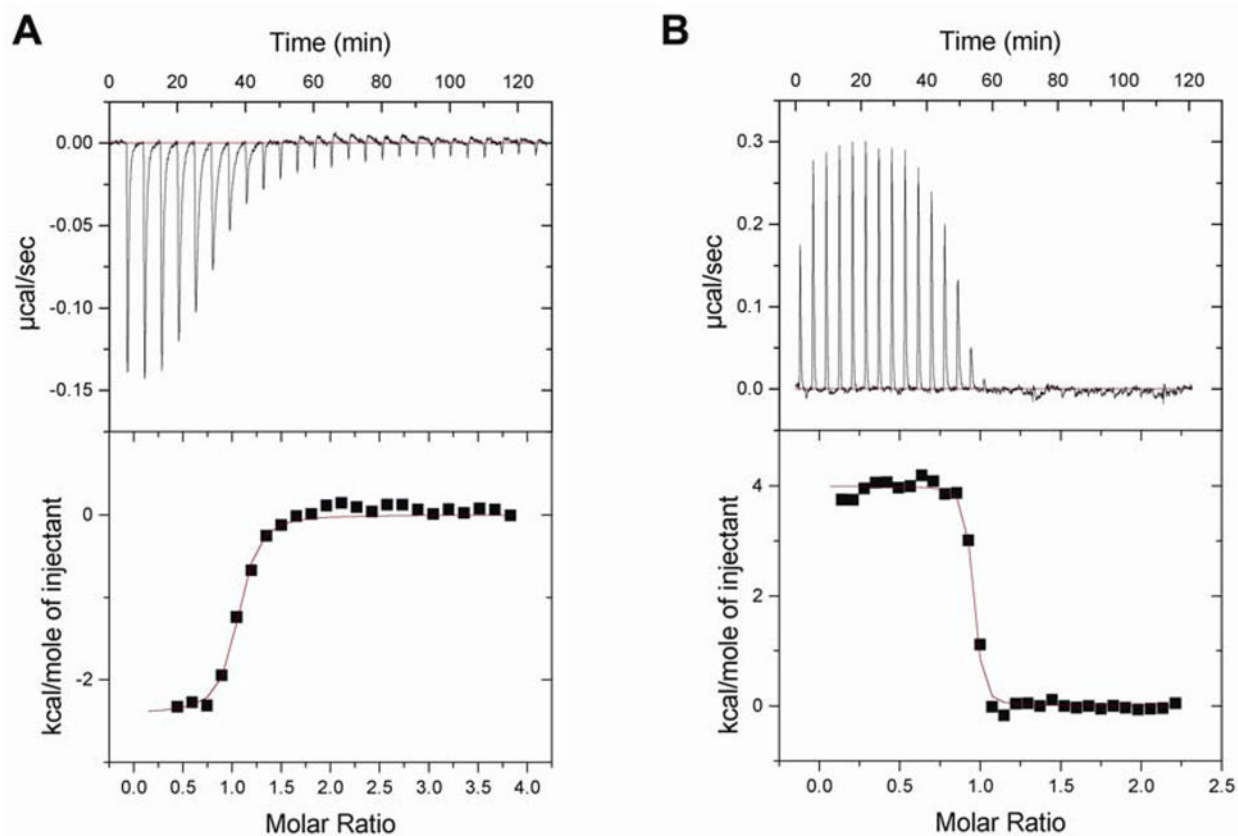 A
Time (min)
0 20 40 60 80 100 120
0.00
-0.05
-0.10
-0.15
µcal/sec
0
-2
kcal/mole of injectant
0.0 0.5 1.0 1.5 2.0 2.5 3.0 3.5 4.0
Molar Ratio
B
Time (min)
0 20 40 60 80 100 120
0.3
0.2
0.1
0.0
µcal/sec
4
2
0
kcal/mole of injectant
0.0 0.5 1.0 1.5 2.0 2.5
Molar Ratio